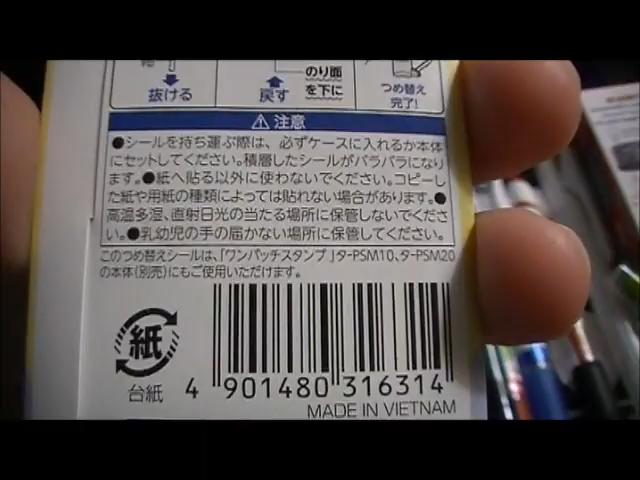 のり面
を下に
抜ける
戻す
つめ替え
完了!
注意
●シールを持ち運ぶ際は、必ずケースに入れるか本体
にセットしてください。積層したシールがバラバラになり
ます。●紙へ貼る以外に使わないでください。コピーし
た紙や用紙の種類によっては貼れない場合があります。●
高温多湿、直射日光の当たる場所に保管しないでくださ
い。●乳幼児の手の届かない場所に保管してください。
このつめ替えシールは、「ワンパッチスタンプ」タ-PSM10、タ-PSM20
の本体(別売)にもご使用いただけます。
紙
台紙
4 901480 316314
MADE IN VIETNAM